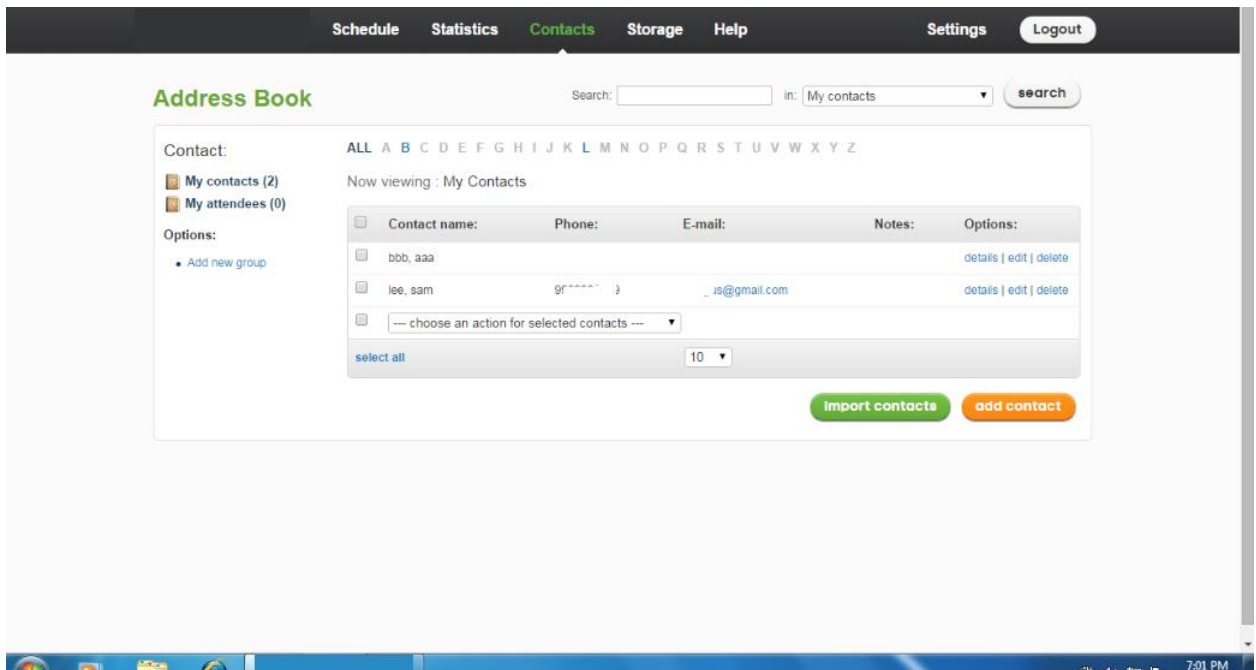 Schedule Statistics Contacts Storage Help Settings Logout
Address Book Search: in: My contacts search
Contact:
My contacts (2)
My attendees (0)
Options:
Add new group
ALL A B C D E F G H I J K L M N O P Q R S T U V W X Y Z
Now viewing : My Contacts
Contact name: Phone: E-mail: Notes: Options:
bbb, aaa details | edit | delete
lee, sam @gmail.com details | edit | delete
--- choose an action for selected contacts ---
select all 10
Import contacts add contact
7:01 PM